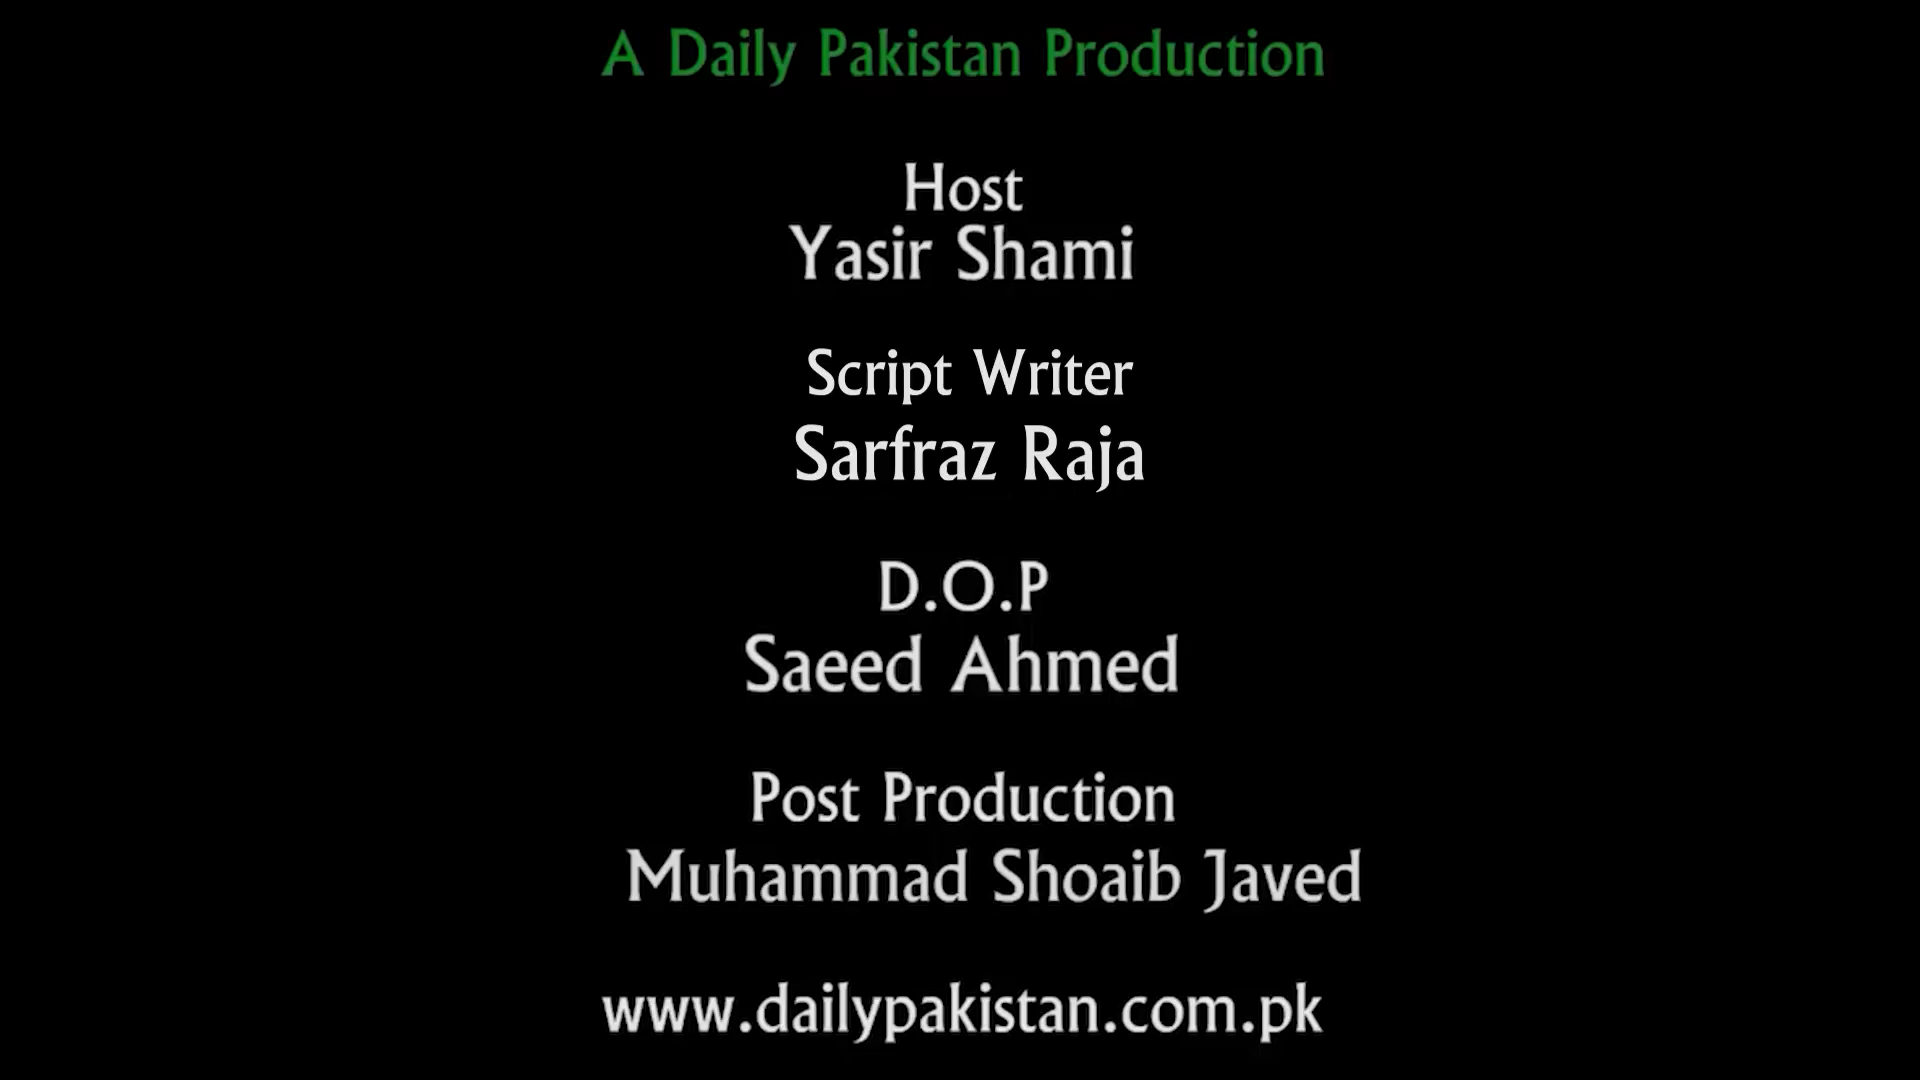 A Daily Pakistan Production
Host
Yasir Shami
Script Writer
Sarfraz Raja
D.O.P
Saeed Ahmed
Post Production
Muhammad Shoaib Javed
www.dailypakistan.com.pk